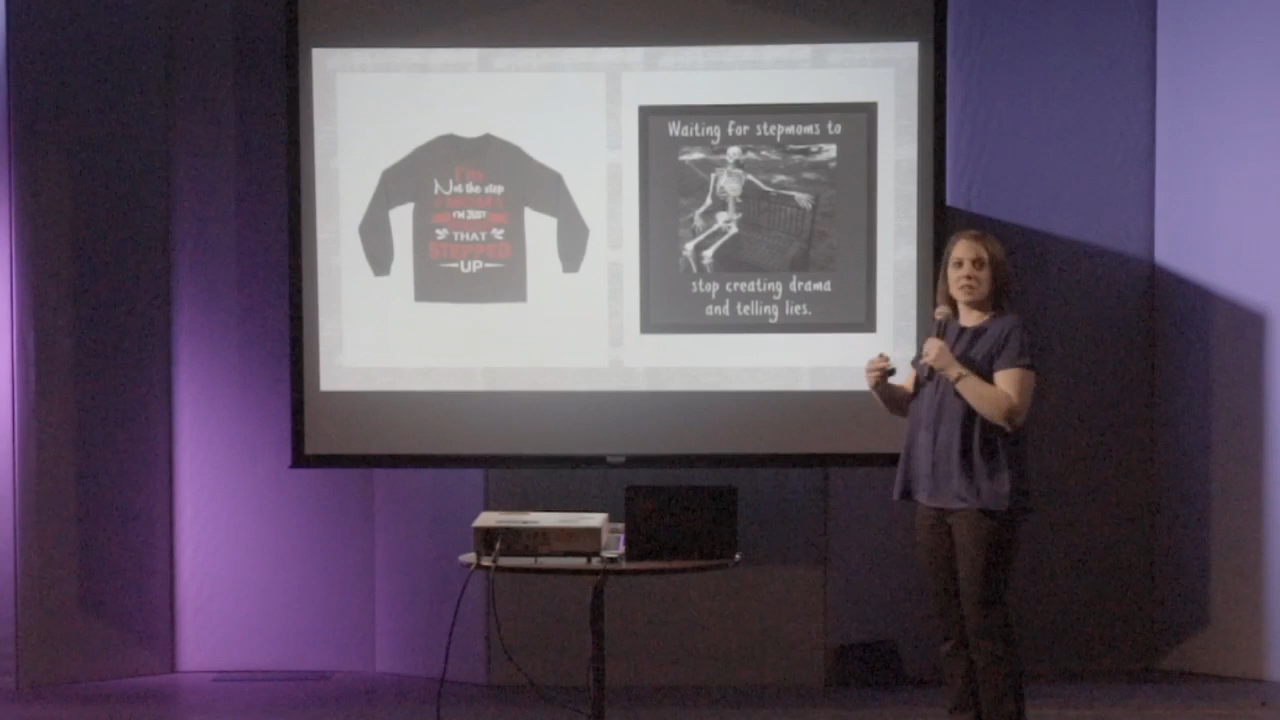 I'm
Not the step
I'M JUST
THAT
STEPPED
UP
Waiting for stepmoms to
stop creating drama
and telling lies.